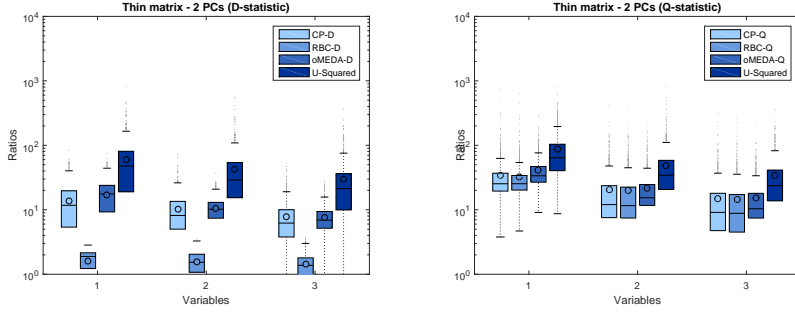 Thin matrix - 2 PCs (D-statistic)
10^4
10^3
10^2
10^1
10^0
Ratios
1
2
3
Variables
CP-D
RBC-D
oMEDA-D
U-Squared
Thin matrix - 2 PCs (Q-statistic)
10^4
10^3
10^2
10^1
10^0
Ratios
1
2
3
Variables
CP-Q
RBC-Q
oMEDA-Q
U-Squared